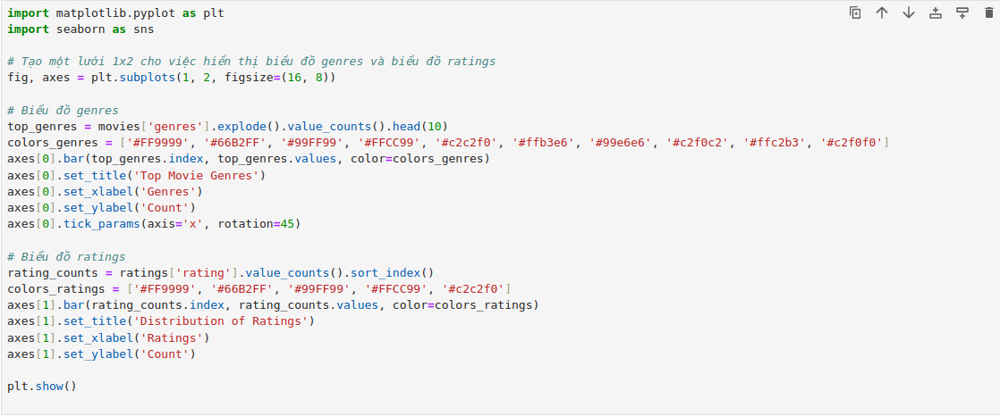 import matplotlib.pyplot as plt
import seaborn as sns

# Tạo một lưới 1x2 cho việc hiển thị biểu đồ genres và biểu đồ ratings
fig, axes = plt.subplots(1, 2, figsize=(16, 8))

# Biểu đồ genres
top_genres = movies['genres'].explode().value_counts().head(10)
colors_genres = ['#FF9999', '#66B2FF', '#99FF99', '#FFCC99', '#c2c2f0', '#ffb3e6', '#99e6e6', '#c2f0c2', '#ffc2b3', '#c2f0f0']
axes[0].bar(top_genres.index, top_genres.values, color=colors_genres)
axes[0].set_title('Top Movie Genres')
axes[0].set_xlabel('Genres')
axes[0].set_ylabel('Count')
axes[0].tick_params(axis='x', rotation=45)

# Biểu đồ ratings
rating_counts = ratings['rating'].value_counts().sort_index()
colors_ratings = ['#FF9999', '#66B2FF', '#99FF99', '#FFCC99', '#c2c2f0']
axes[1].bar(rating_counts.index, rating_counts.values, color=colors_ratings)
axes[1].set_title('Distribution of Ratings')
axes[1].set_xlabel('Ratings')
axes[1].set_ylabel('Count')

plt.show()